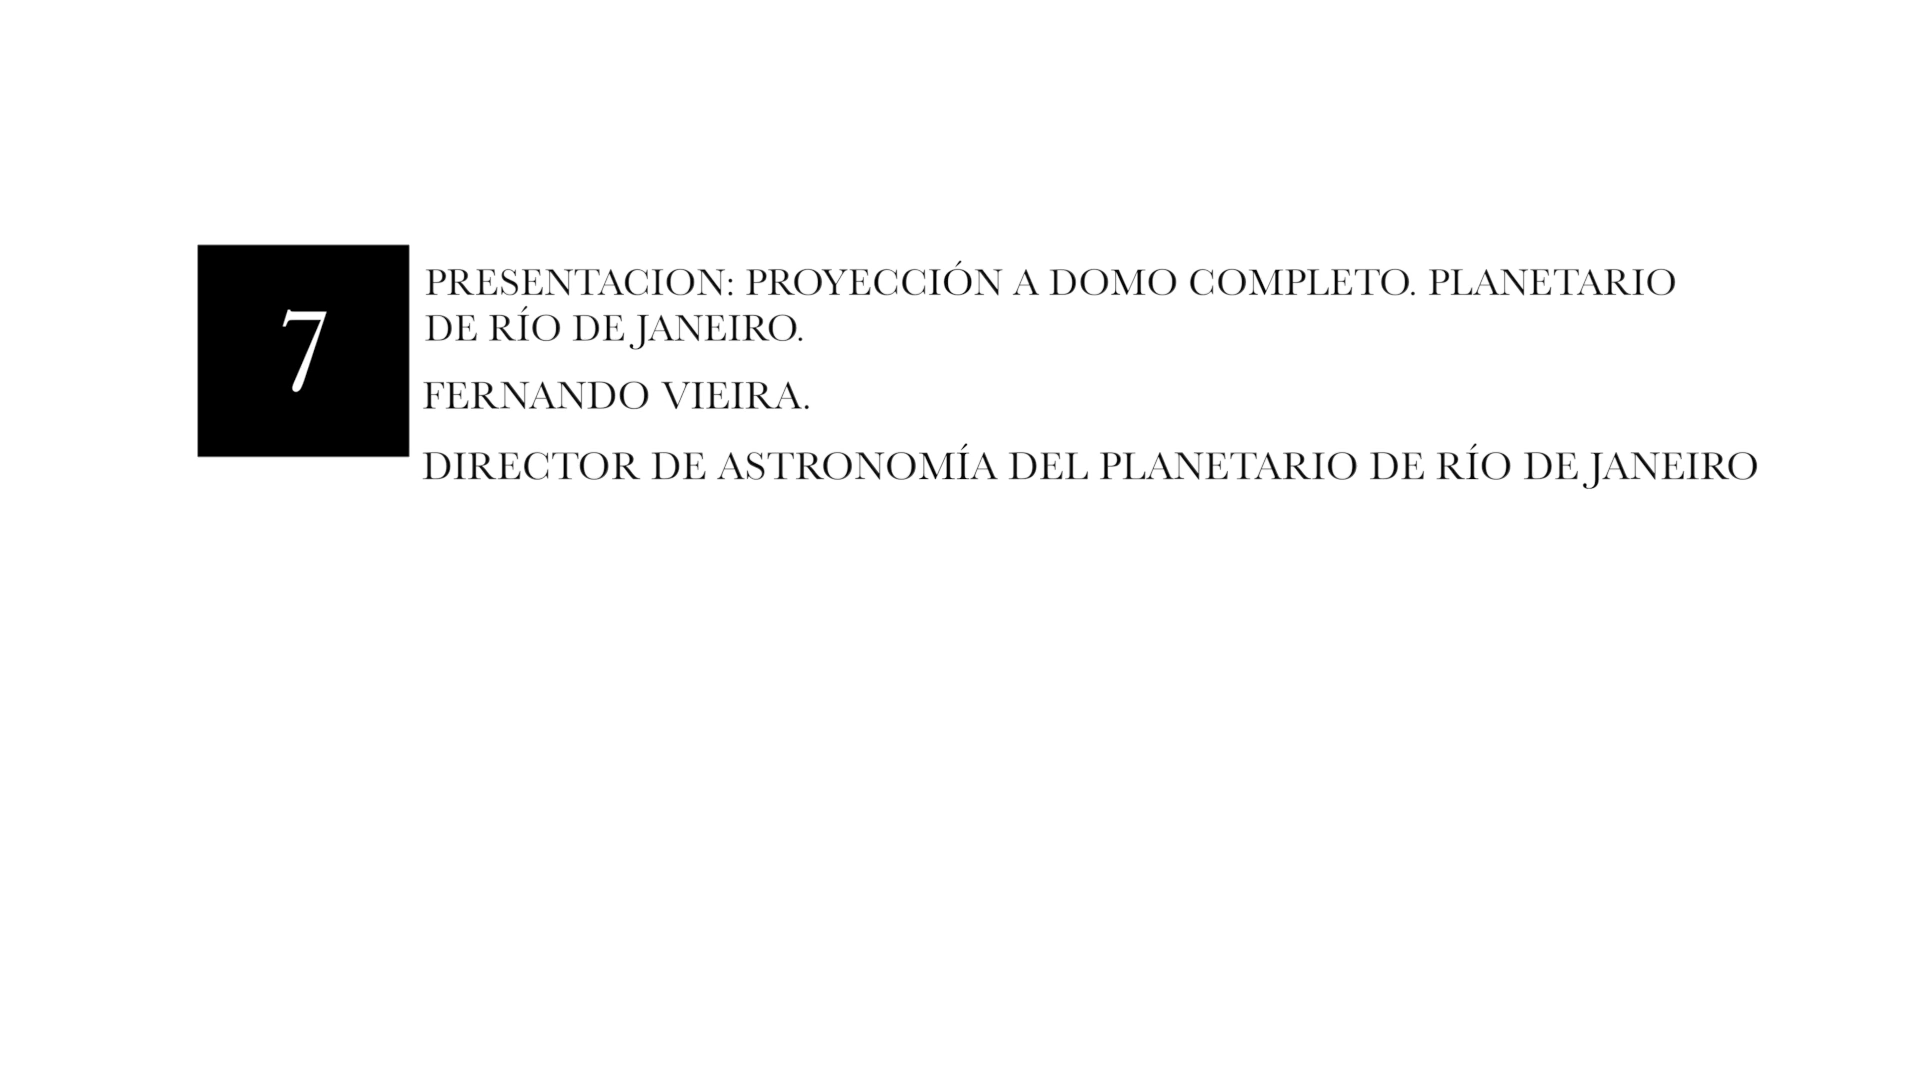 7
PRESENTACION: PROYECCIÓN A DOMO COMPLETO. PLANETARIO
DE RÍO DE JANEIRO.
FERNANDO VIEIRA.
DIRECTOR DE ASTRONOMÍA DEL PLANETARIO DE RÍO DE JANEIRO